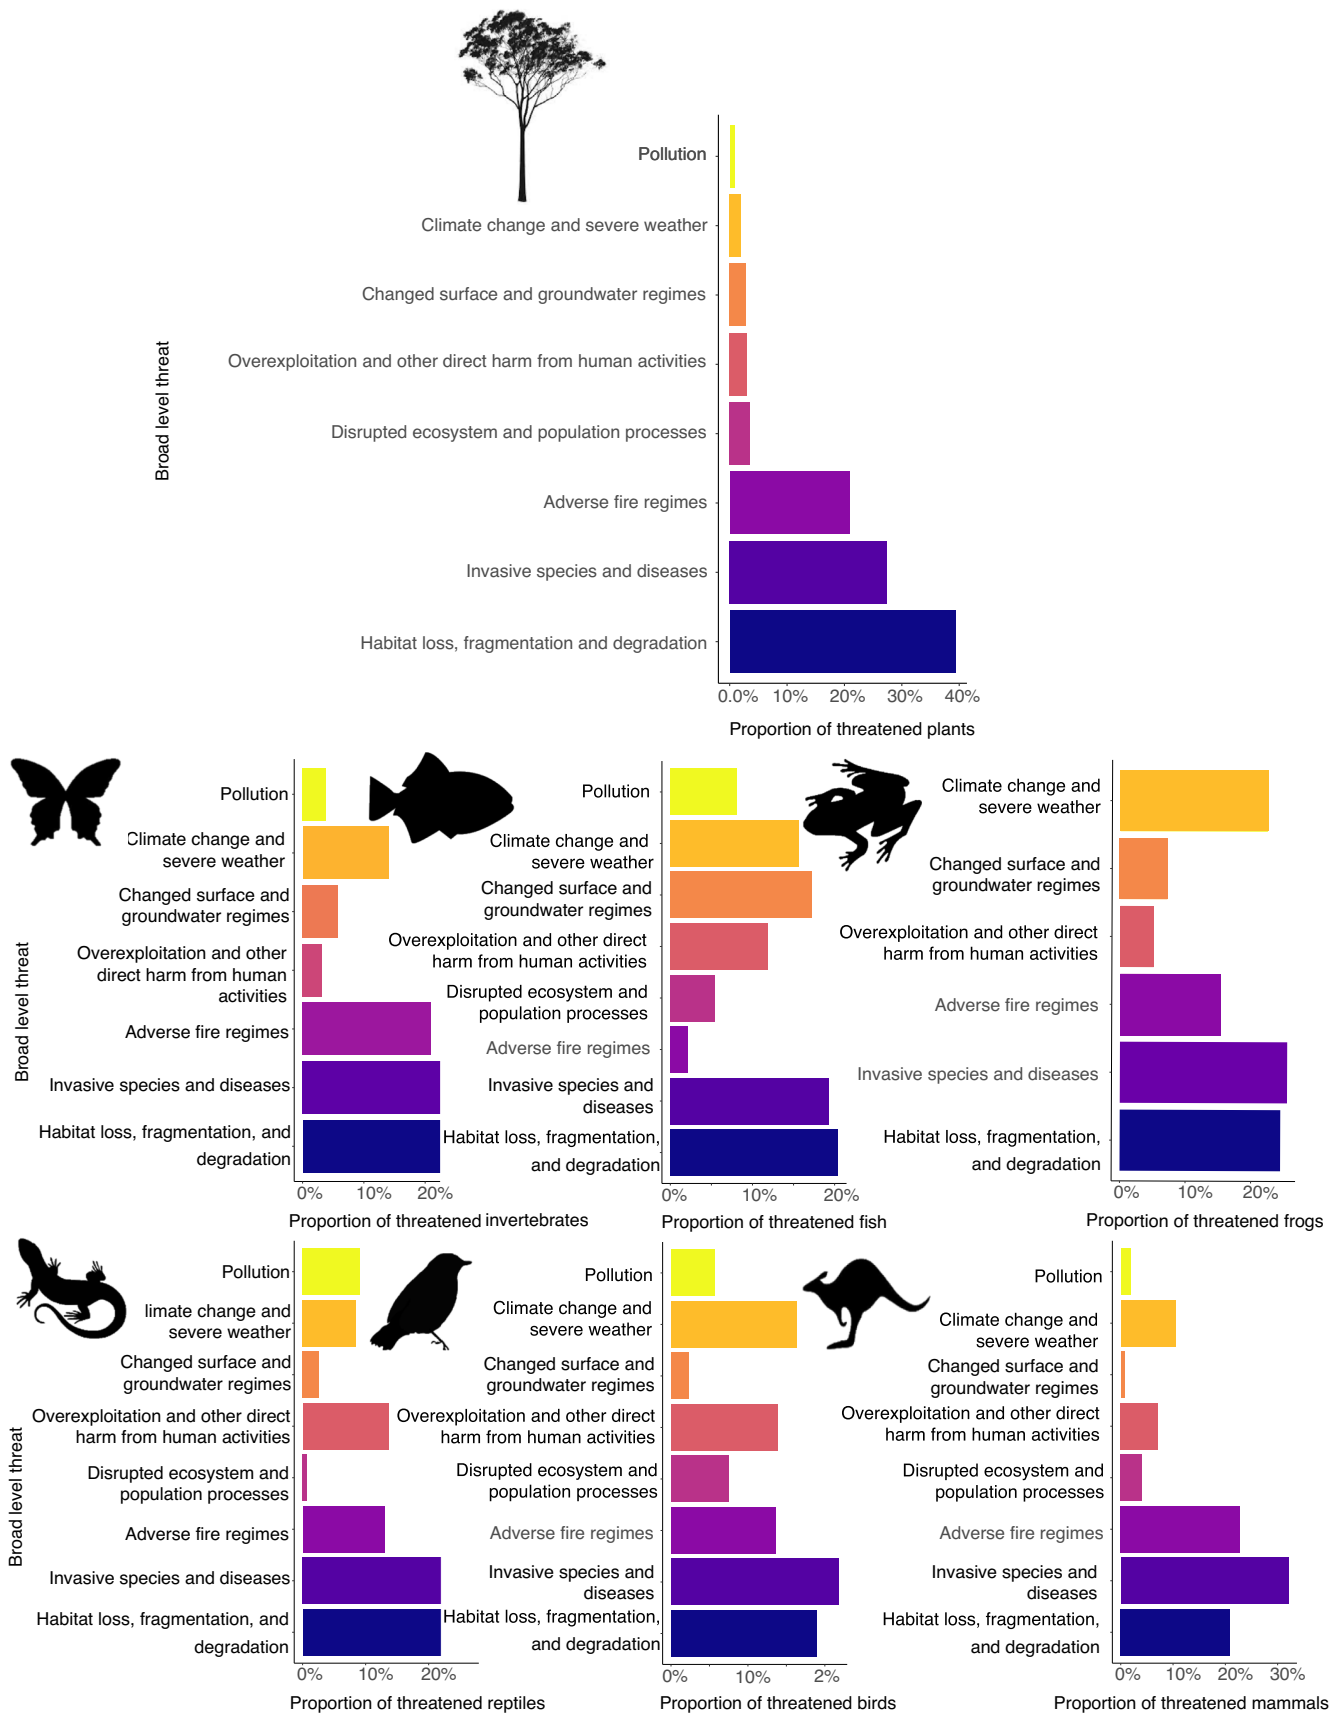 Pollution
Climate change and severe weather
Changed surface and groundwater regimes
Overexploitation and other direct harm from human activities
Disrupted ecosystem and population processes
Adverse fire regimes
Invasive species and diseases
Habitat loss, fragmentation and degradation
Broad level threat
0.0% 10% 20% 30% 40%
Proportion of threatened plants
Pollution
Climate change and
severe weather
Changed surface and
groundwater regimes
Overexploitation and other
direct harm from human
activities
Adverse fire regimes
Invasive species and diseases
Habitat loss, fragmentation, and
degradation
Broad level threat
0% 10% 20%
Proportion of threatened invertebrates
Pollution
Climate change and
severe weather
Changed surface and
groundwater regimes
Overexploitation and other direct
harm from human activities
Disrupted ecosystem and
population processes
Adverse fire regimes
Invasive species and
diseases
Habitat loss, fragmentation,
and degradation
0% 10% 20%
Proportion of threatened fish
Climate change and
severe weather
Changed surface and
groundwater regimes
Overexploitation and other direct
harm from human activities
Adverse fire regimes
Invasive species and diseases
Habitat loss, fragmentation,
and degradation
0% 10% 20%
Proportion of threatened frogs
Pollution
limate change and
severe weather
Changed surface and
groundwater regimes
Overexploitation and other direct
harm from human activities
Disrupted ecosystem and
population processes
Adverse fire regimes
Invasive species and diseases
Habitat loss, fragmentation, and
degradation
Broad level threat
0% 10% 20%
Proportion of threatened reptiles
Pollution
Climate change and
severe weather
Changed surface and
groundwater regimes
Overexploitation and other direct
harm from human activities
Disrupted ecosystem and
population processes
Adverse fire regimes
Invasive species and
diseases
Habitat loss, fragmentation,
and degradation
0% 10% 2%
Proportion of threatened birds
Pollution
Climate change and
severe weather
Changed surface and
groundwater regimes
Overexploitation and other direct
harm from human activities
Disrupted ecosystem and
population processes
Adverse fire regimes
Invasive species and
diseases
Habitat loss, fragmentation,
and degradation
0% 10% 20% 30%
Proportion of threatened mammals